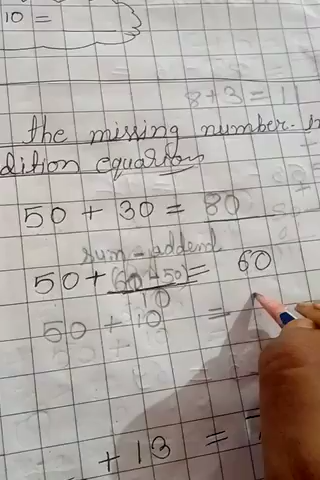 10 =
8 + 3 = 11
the missing number in
dition equation
50 + 30 = 80
sum - addend
50 + (60 - 50) = 60
10
50 + 10 =
+ 13 =